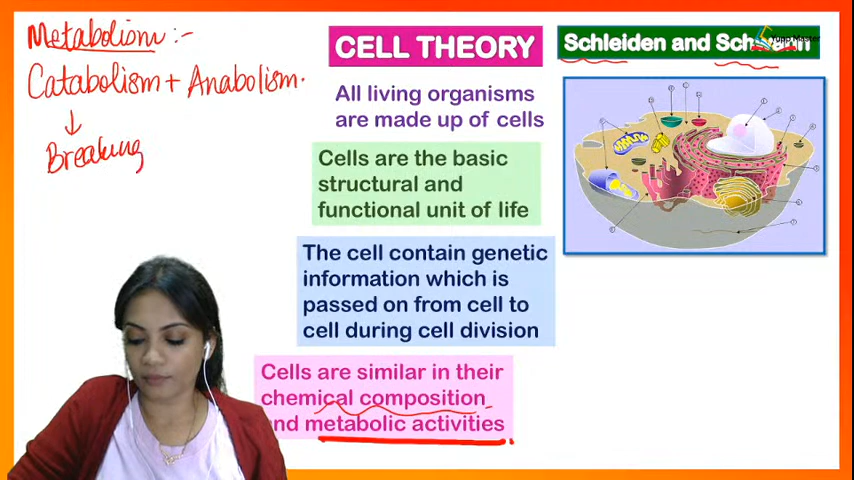 Metabolism :-
Catabolism + Anabolism.
↓
Breaking
CELL THEORY
Schleiden and
Yupp Master
All living organisms
are made up of cells
Cells are the basic
structural and
functional unit of life
The cell contain genetic
information which is
passed on from cell to
cell during cell division
Cells are similar in their
chemical composition
and metabolic activities